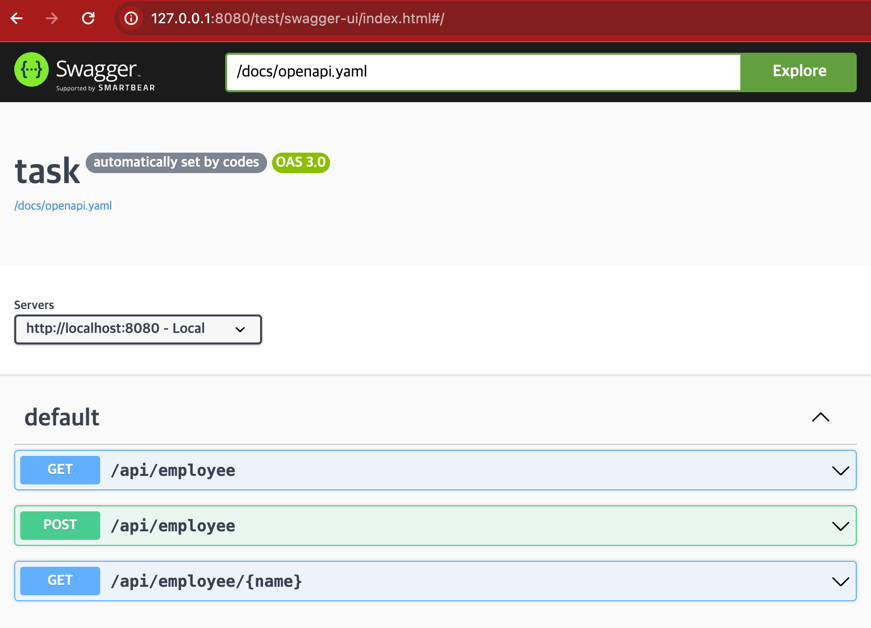 127.0.0.1:8080/test/swagger-ui/index.html#/
Swagger
Supported by SMARTBEAR
/docs/openapi.yaml
Explore
task automatically set by codes OAS 3.0
/docs/openapi.yaml
Servers
http://localhost:8080 - Local
default
GET /api/employee
POST /api/employee
GET /api/employee/{name}